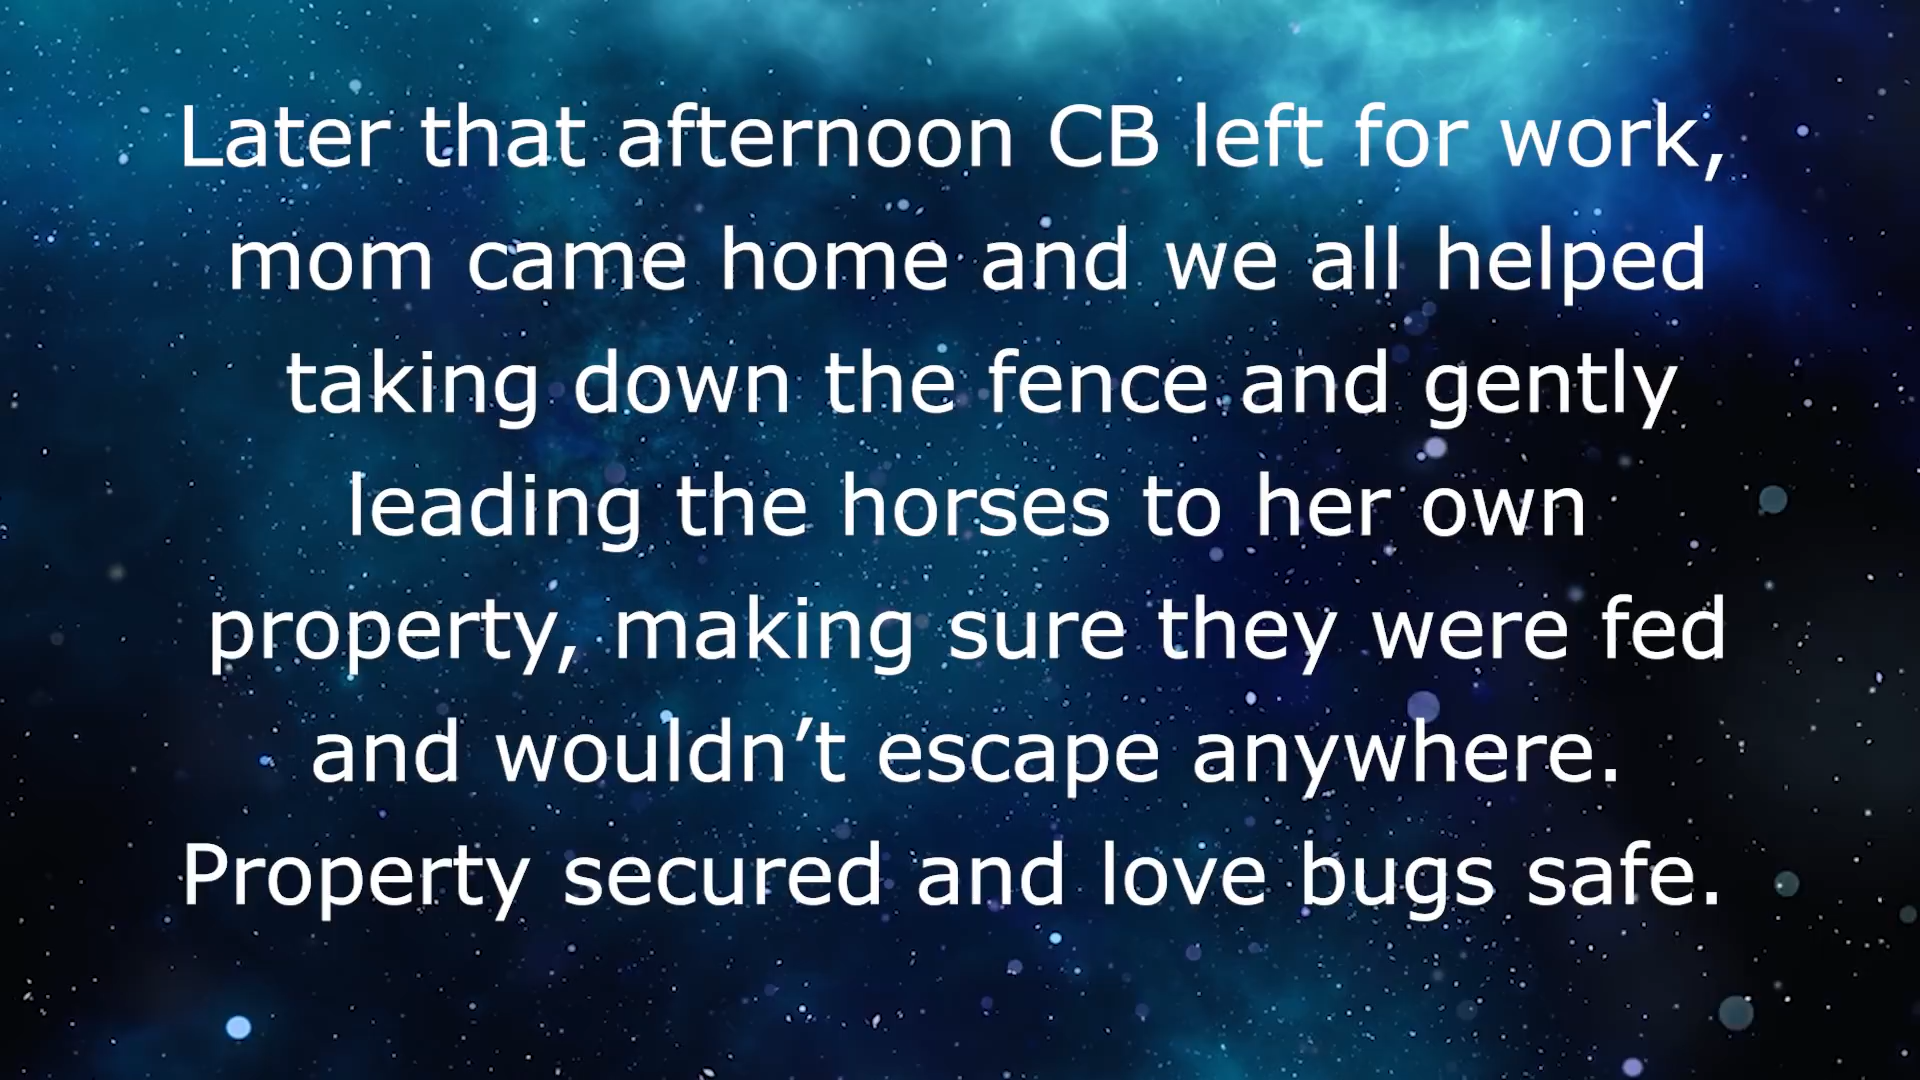 Later that afternoon CB left for work,
mom came home and we all helped
taking down the fence and gently
leading the horses to her own
property, making sure they were fed
and wouldn’t escape anywhere.
Property secured and love bugs safe.